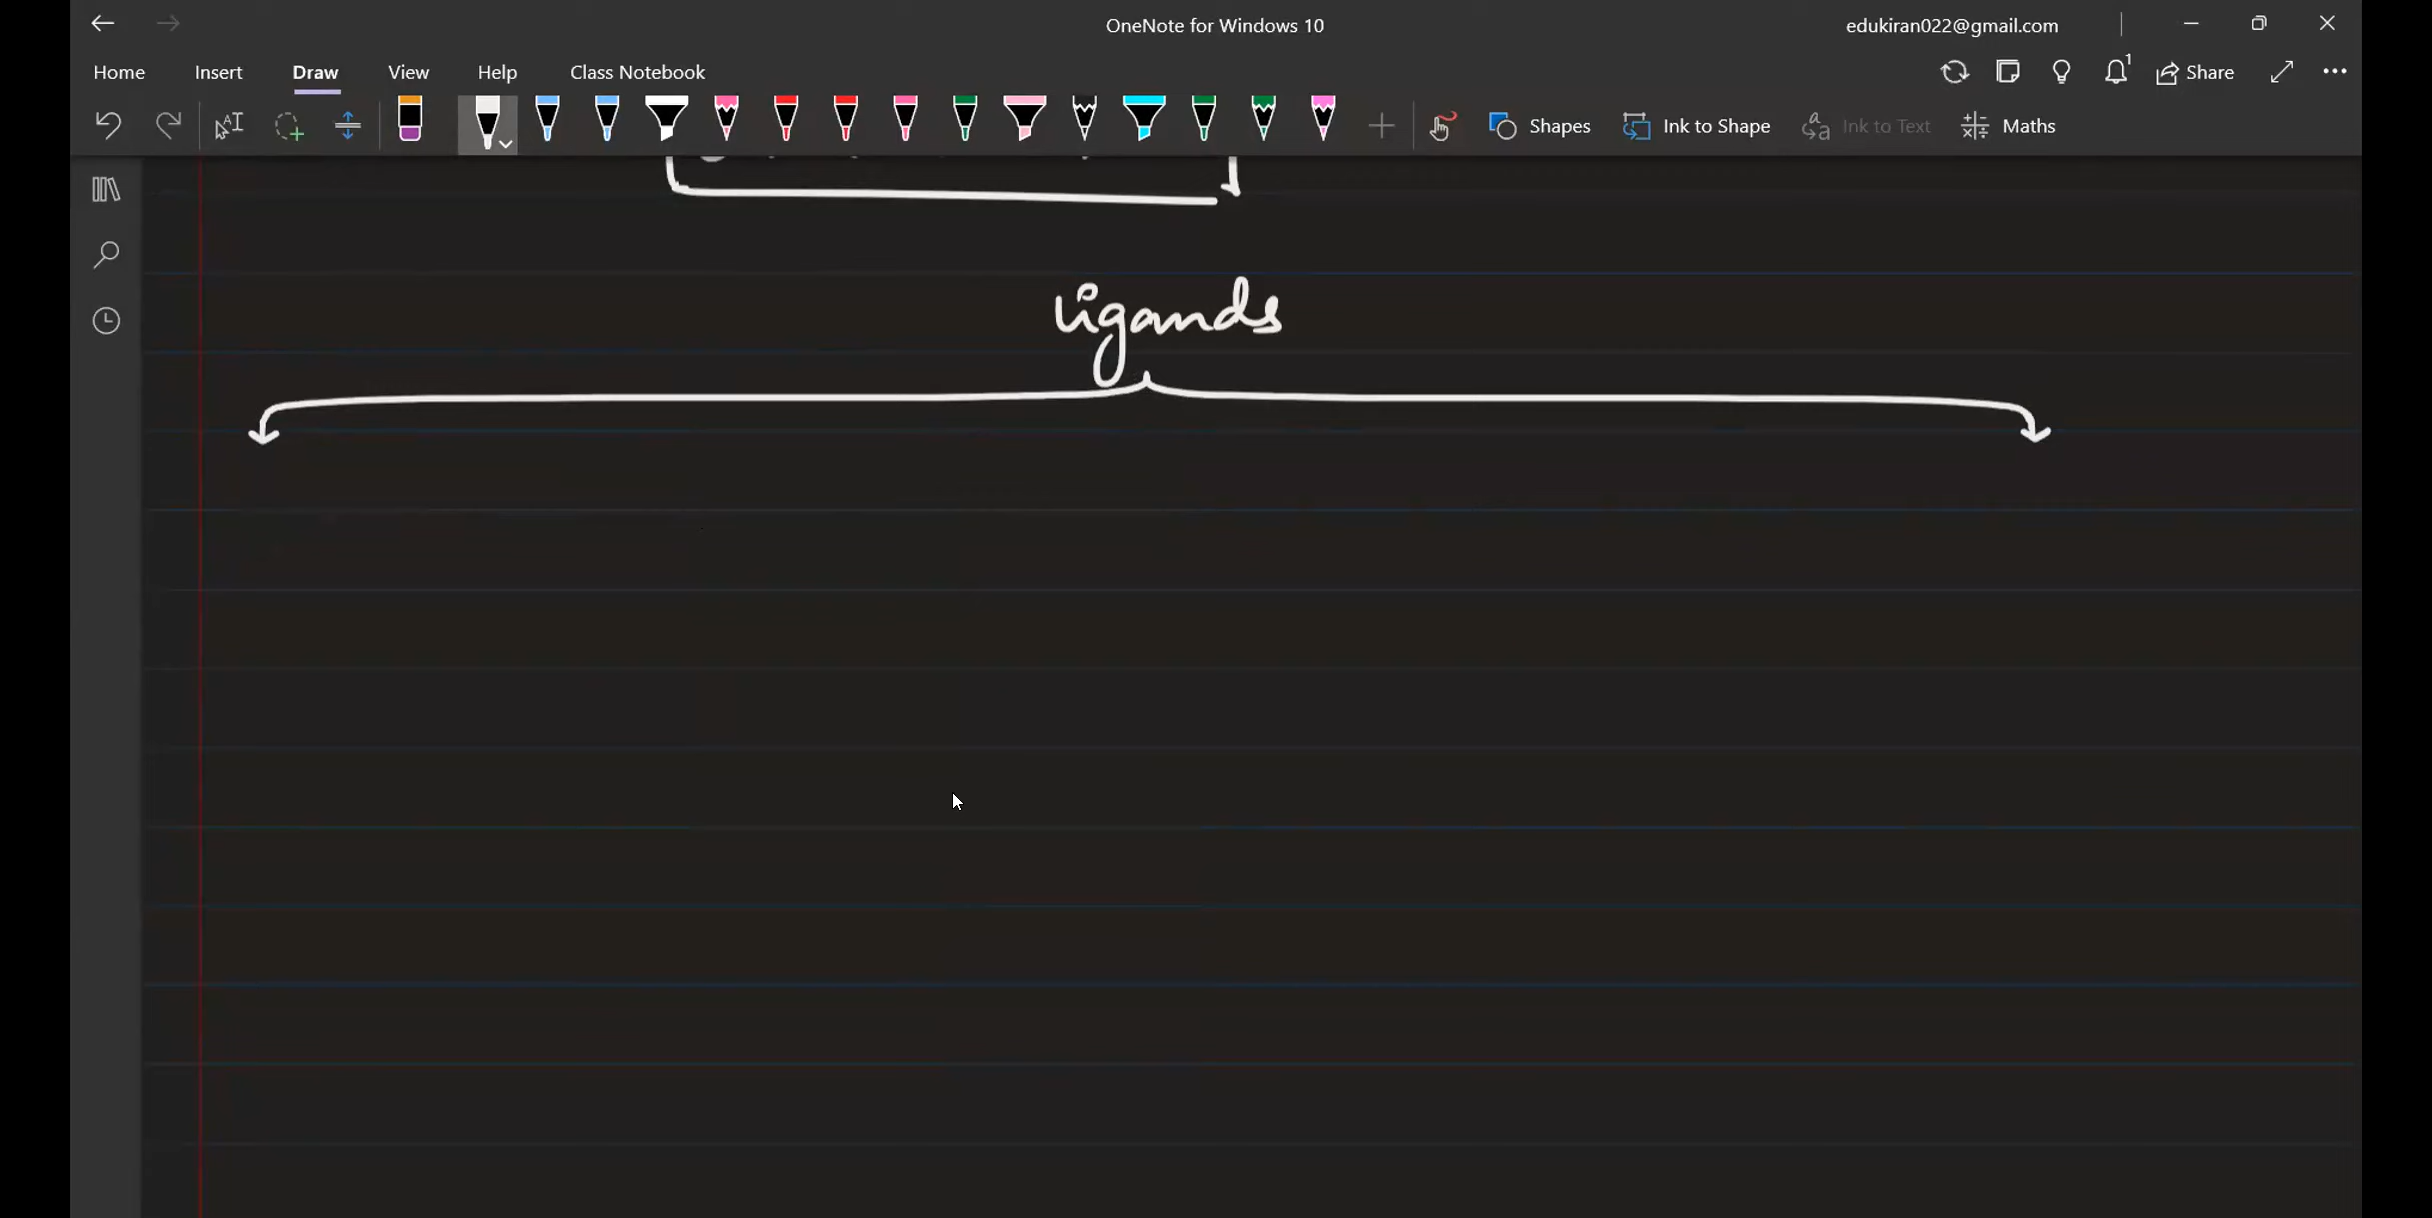 OneNote for Windows 10
edukiran022@gmail.com
Home Insert Draw View Help Class Notebook
Share
Shapes Ink to Shape Ink to Text Maths
Ligands